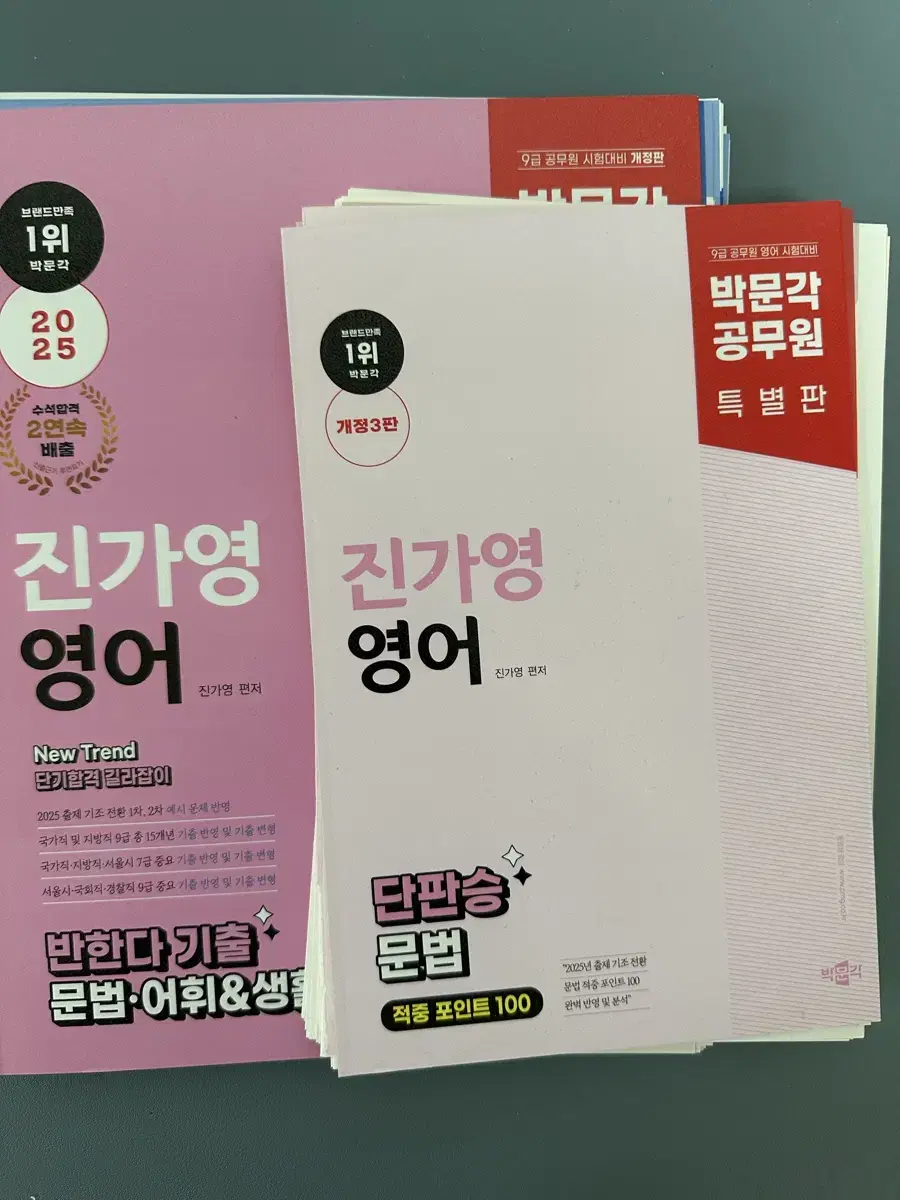 9급 공무원 시험대비 개정판
박문각
브랜드만족
1위
박문각
20
25
수석합격
2연속
배출
진가영
영어
진가영 편저
New Trend
단기합격 길라잡이
2025 출제 기조 전환 1차, 2차 예시 문제 반영
국가직 및 지방직 9급 총 15개년 기출 반영 및 기출 변형
국가직·지방직·서울시 7급 중요 기출 반영 및 기출 변형
서울시·국회직·경찰직 9급 중요 기출 반영 및 기출 변형
반한다 기출
문법·어휘&생활
9급 공무원 영어 시험대비
박문각
공무원
특별판
브랜드만족
1위
박문각
개정3판
진가영
영어
진가영 편저
단판승
문법
적중 포인트 100
"2025년 출제 기조 전환
문법 적중 포인트 100
완벽 반영 및 분석"
박문각